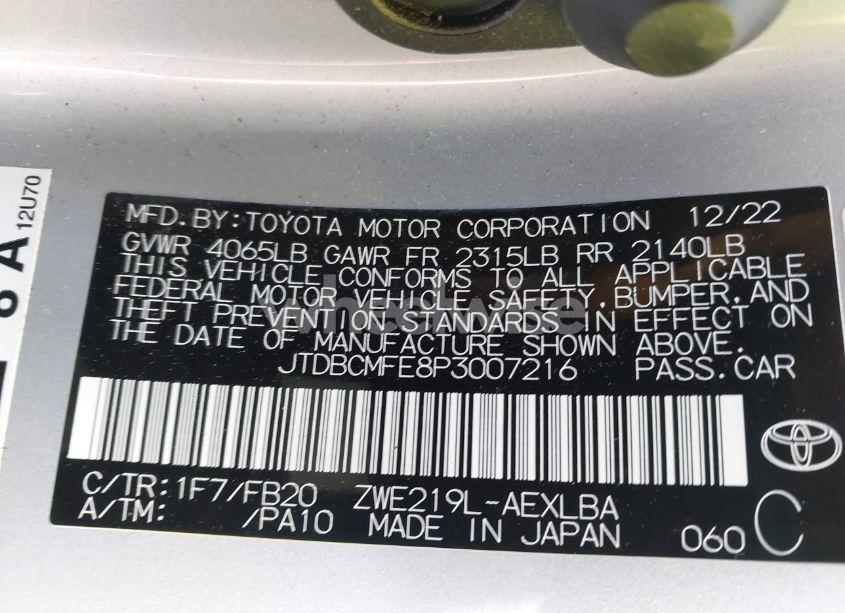 12U70
8 A
MFD.BY:TOYOTA MOTOR CORPORATION 12/22
GVWR 4065LB GAWR FR 2315LB RR 2140LB
THIS VEHICLE CONFORMS TO ALL APPLICABLE
FEDERAL MOTOR VEHICLE SAFETY,BUMPER,AND
THEFT PREVENTION STANDARDS IN EFFECT ON
THE DATE OF MANUFACTURE SHOWN ABOVE.
JTDBCMFE8P3007216 PASS.CAR
C/TR:1F7/FB20 ZWE219L-AEXLBA
A/TM: /PA10 MADE IN JAPAN 060 C